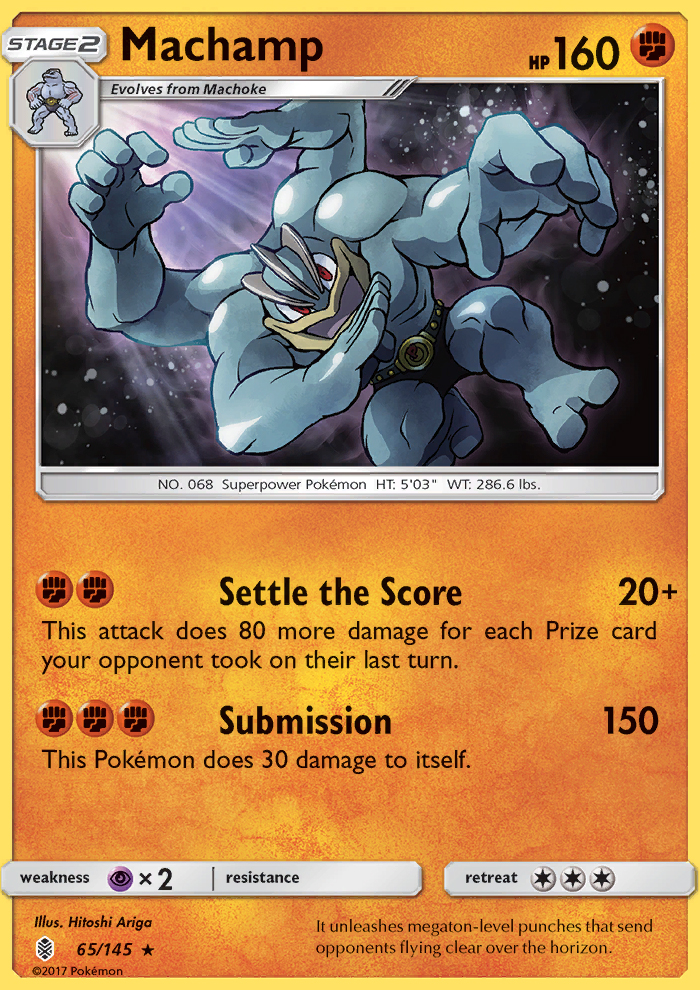 STAGE2 Machamp HP 160
Evolves from Machoke
NO. 068 Superpower Pokémon HT: 5'03" WT: 286.6 lbs.
Settle the Score 20+
This attack does 80 more damage for each Prize card
your opponent took on their last turn.
Submission 150
This Pokémon does 30 damage to itself.
weakness ×2 resistance retreat
Illus. Hitoshi Ariga
65/145 ★
©2017 Pokémon
It unleashes megaton-level punches that send
opponents flying clear over the horizon.